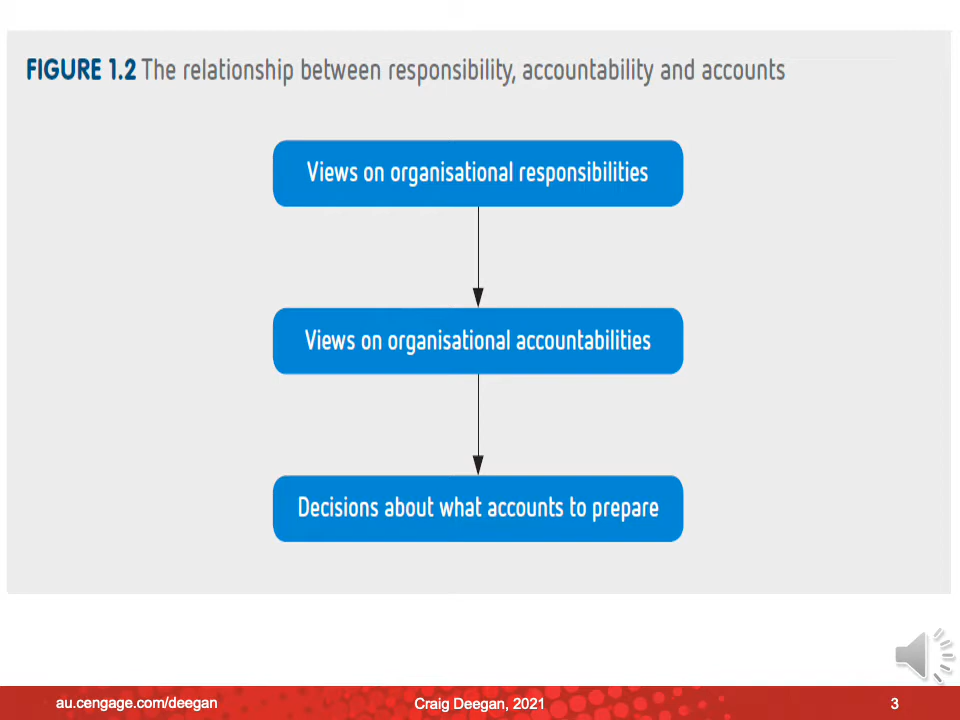 FIGURE 1.2 The relationship between responsibility, accountability and accounts
Views on organisational responsibilities
Views on organisational accountabilities
Decisions about what accounts to prepare
au.cengage.com/deegan
Craig Deegan, 2021
3